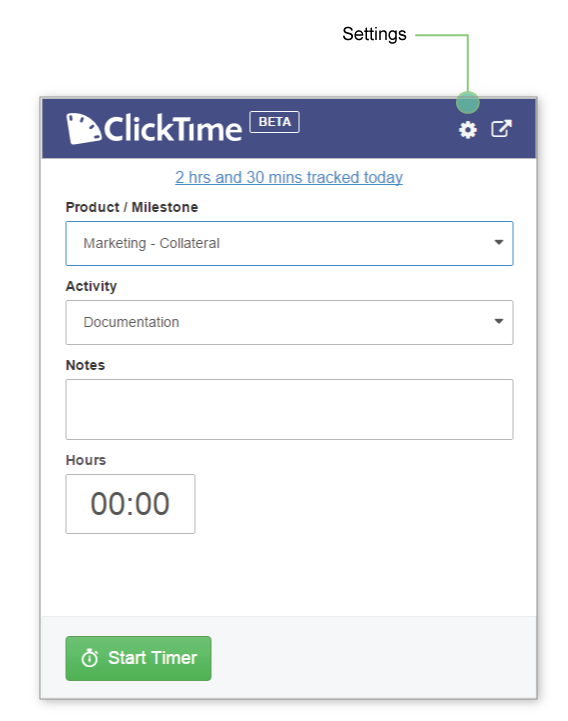 Settings
ClickTime BETA
2 hrs and 30 mins tracked today
Product / Milestone
Marketing - Collateral
Activity
Documentation
Notes
Hours
00:00
Start Timer